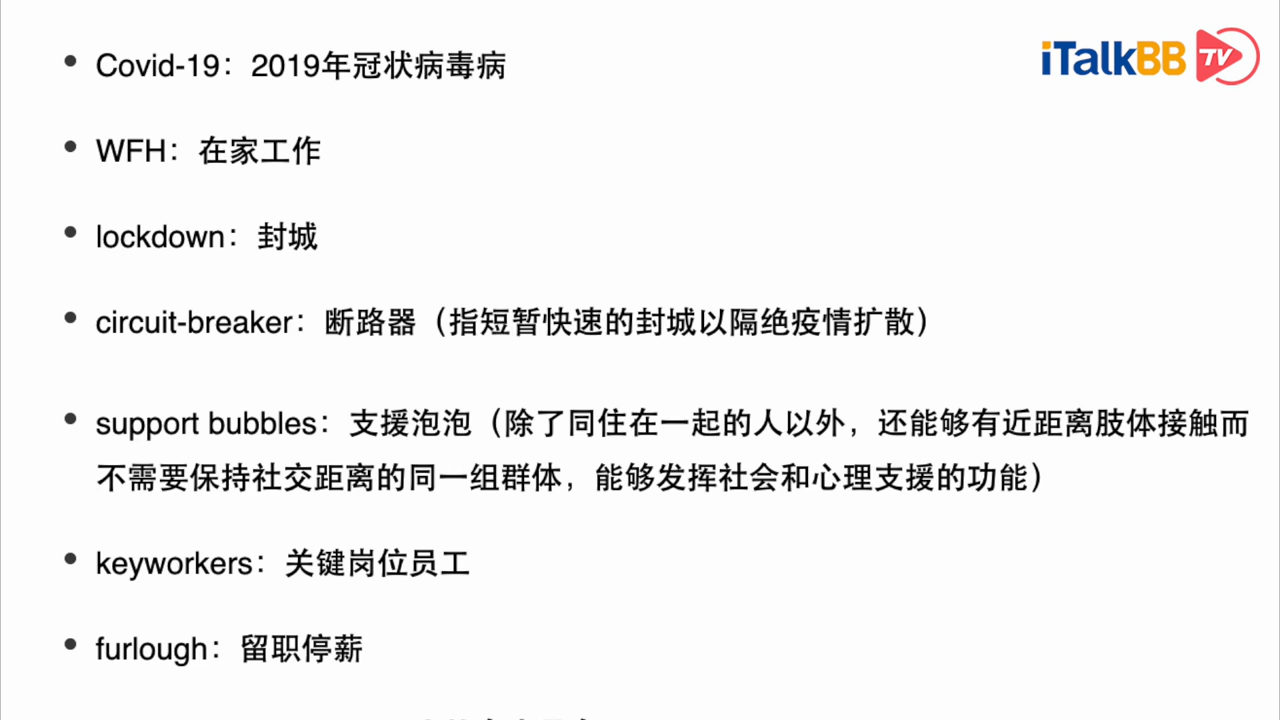 iTalkBB TV
• Covid-19：2019年冠状病毒病
• WFH：在家工作
• lockdown：封城
• circuit-breaker：断路器（指短暂快速的封城以隔绝疫情扩散）
• support bubbles：支援泡泡（除了同住在一起的人以外，还能够有近距离肢体接触而
不需要保持社交距离的同一组群体，能够发挥社会和心理支援的功能）
• keyworkers：关键岗位员工
• furlough：留职停薪